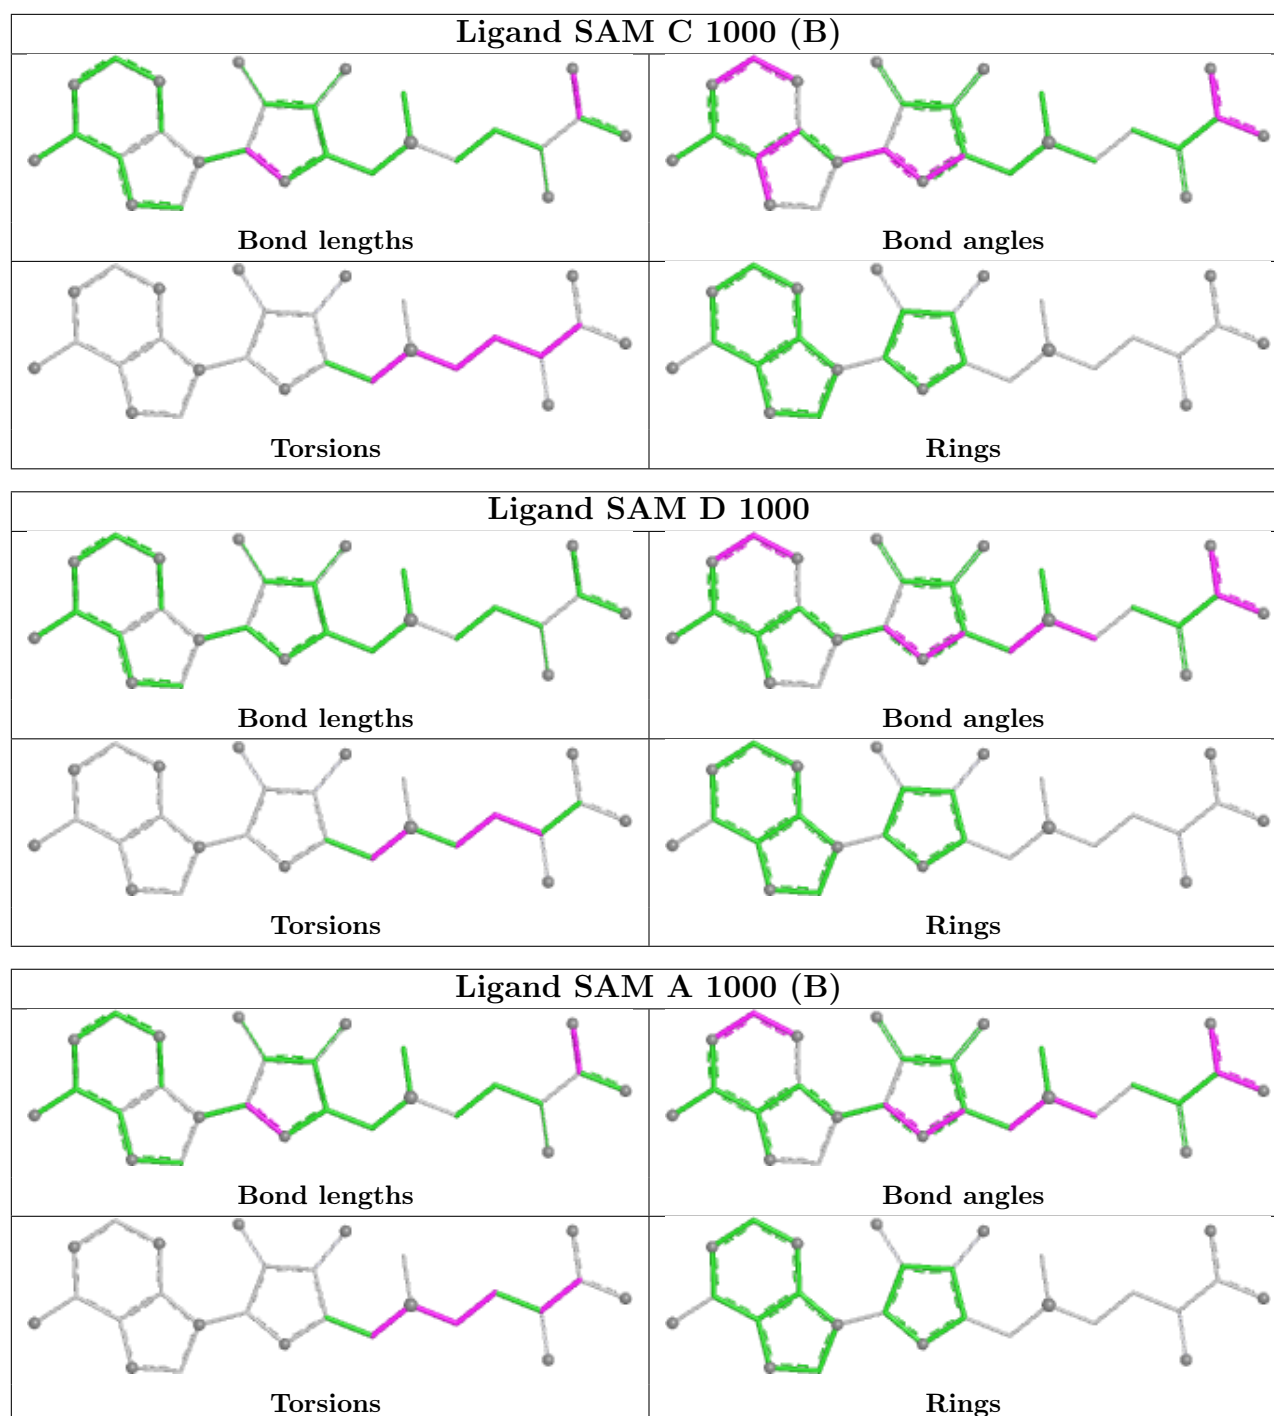 Ligand SAM C 1000 (B)
Bond lengths
Bond angles
Torsions
Rings
Ligand SAM D 1000
Bond lengths
Bond angles
Torsions
Rings
Ligand SAM A 1000 (B)
Bond lengths
Bond angles
Torsions
Rings